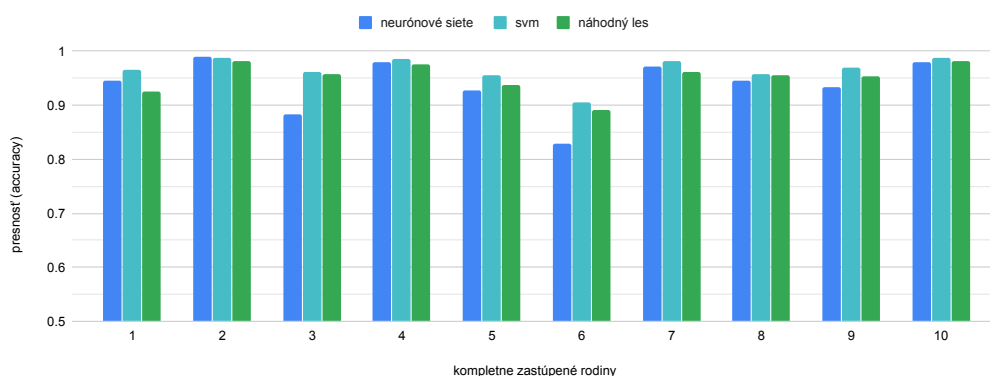 neurónové siete svm náhodný les
presnosť (accuracy)
1
0.9
0.8
0.7
0.6
0.5
1 2 3 4 5 6 7 8 9 10
kompletne zastúpené rodiny